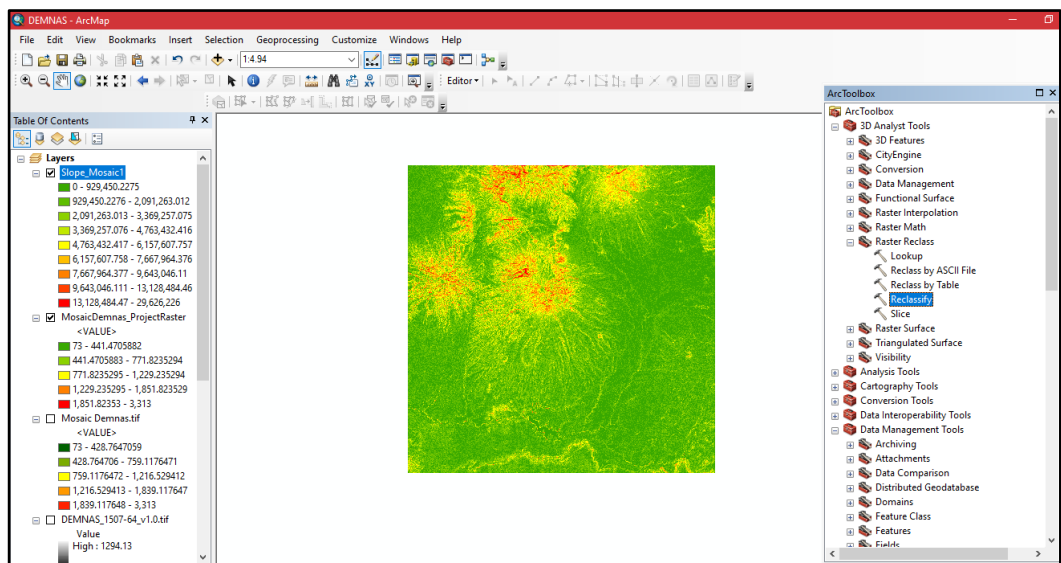 DEMNAS - ArcMap
File Edit View Bookmarks Insert Selection Geoprocessing Customize Windows Help
1:4.94
Editor
Table Of Contents
Layers
Slope_Mosaic1
0 - 929,450.2275
929,450.2276 - 2,091,263.012
2,091,263.013 - 3,369,257.075
3,369,257.076 - 4,763,432.416
4,763,432.417 - 6,157,607.757
6,157,607.758 - 7,667,964.376
7,667,964.377 - 9,643,046.11
9,643,046.111 - 13,128,484.46
13,128,484.47 - 29,626,226
MosaicDemnas_ProjectRaster
<VALUE>
73 - 441.4705882
441.4705883 - 771.8235294
771.8235295 - 1,229.235294
1,229.235295 - 1,851.823529
1,851.82353 - 3,313
Mosaic Demnas.tif
<VALUE>
73 - 428.7647059
428.764706 - 759.1176471
759.1176472 - 1,216.529412
1,216.529413 - 1,839.117647
1,839.117648 - 3,313
DEMNAS_1507-64_v1.0.tif
Value
High : 1294.13
ArcToolbox
ArcToolbox
3D Analyst Tools
3D Features
CityEngine
Conversion
Data Management
Functional Surface
Raster Interpolation
Raster Math
Raster Reclass
Lookup
Reclass by ASCII File
Reclass by Table
Reclassify
Slice
Raster Surface
Triangulated Surface
Visibility
Analysis Tools
Cartography Tools
Conversion Tools
Data Interoperability Tools
Data Management Tools
Archiving
Attachments
Data Comparison
Distributed Geodatabase
Domains
Feature Class
Features
Fields